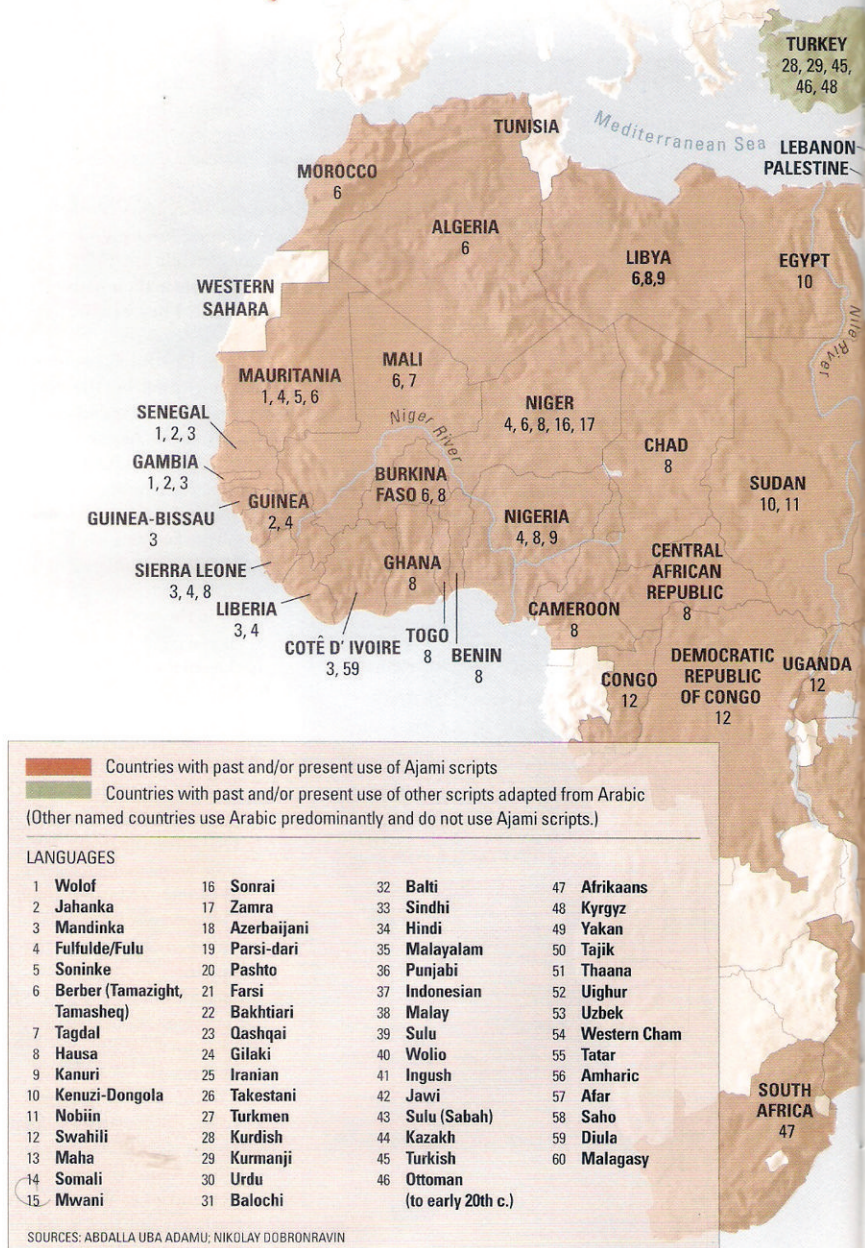 TURKEY
28, 29, 45,
46, 48
TUNISIA
Mediterranean Sea
LEBANON
PALESTINE
MOROCCO
6
ALGERIA
6
LIBYA
6,8,9
EGYPT
10
WESTERN
SAHARA
Nile River
MAURITANIA
1, 4, 5, 6
MALI
6, 7
NIGER
4, 6, 8, 16, 17
SENEGAL
1, 2, 3
Niger River
CHAD
8
GAMBIA
1, 2, 3
BURKINA
FASO 6, 8
SUDAN
10, 11
GUINEA
2, 4
GUINEA-BISSAU
3
NIGERIA
4, 8, 9
SIERRA LEONE
3, 4, 8
GHANA
8
CENTRAL
AFRICAN
REPUBLIC
8
LIBERIA
3, 4
CAMEROON
8
COTÊ D' IVOIRE
3, 59
TOGO
8
BENIN
8
CONGO
12
DEMOCRATIC
REPUBLIC
OF CONGO
12
UGANDA
12
Countries with past and/or present use of Ajami scripts
Countries with past and/or present use of other scripts adapted from Arabic
(Other named countries use Arabic predominantly and do not use Ajami scripts.)
LANGUAGES
1 Wolof
2 Jahanka
3 Mandinka
4 Fulfulde/Fulu
5 Soninke
6 Berber (Tamazight,
Tamasheq)
7 Tagdal
8 Hausa
9 Kanuri
10 Kenuzi-Dongola
11 Nobiin
12 Swahili
13 Maha
14 Somali
15 Mwani
16 Sonrai
17 Zamra
18 Azerbaijani
19 Parsi-dari
20 Pashto
21 Farsi
22 Bakhtiari
23 Qashqai
24 Gilaki
25 Iranian
26 Takestani
27 Turkmen
28 Kurdish
29 Kurmanji
30 Urdu
31 Balochi
32 Balti
33 Sindhi
34 Hindi
35 Malayalam
36 Punjabi
37 Indonesian
38 Malay
39 Sulu
40 Wolio
41 Ingush
42 Jawi
43 Sulu (Sabah)
44 Kazakh
45 Turkish
46 Ottoman
(to early 20th c.)
47 Afrikaans
48 Kyrgyz
49 Yakan
50 Tajik
51 Thaana
52 Uighur
53 Uzbek
54 Western Cham
55 Tatar
56 Amharic
57 Afar
58 Saho
59 Diula
60 Malagasy
SOUTH
AFRICA
47
SOURCES: ABDALLA UBA ADAMU; NIKOLAY DOBRONRAVIN